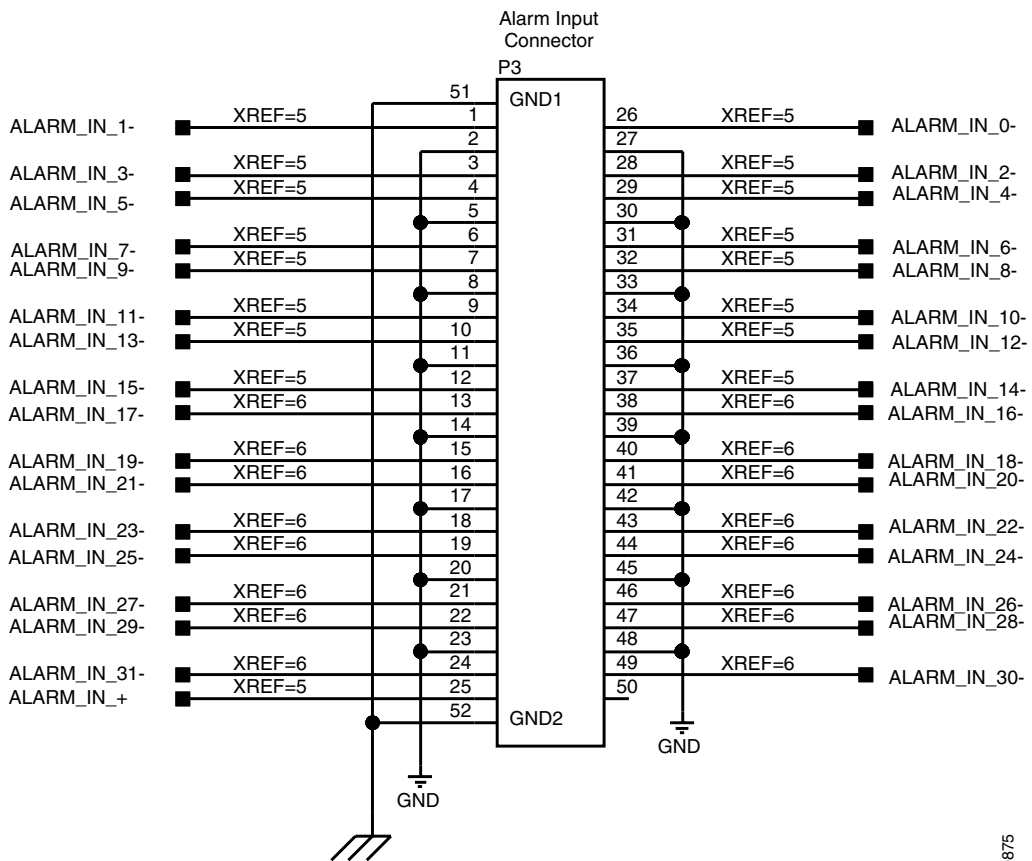 Alarm Input
Connector
P3
51 GND1
ALARM_IN_1- XREF=5 1 26 XREF=5 ALARM_IN_0-
2 27
ALARM_IN_3- XREF=5 3 28 XREF=5 ALARM_IN_2-
ALARM_IN_5- XREF=5 4 29 XREF=5 ALARM_IN_4-
5 30
ALARM_IN_7- XREF=5 6 31 XREF=5 ALARM_IN_6-
ALARM_IN_9- XREF=5 7 32 XREF=5 ALARM_IN_8-
8 33
ALARM_IN_11- XREF=5 9 34 XREF=5 ALARM_IN_10-
ALARM_IN_13- XREF=5 10 35 XREF=5 ALARM_IN_12-
11 36
ALARM_IN_15- XREF=5 12 37 XREF=5 ALARM_IN_14-
ALARM_IN_17- XREF=6 13 38 XREF=6 ALARM_IN_16-
14 39
ALARM_IN_19- XREF=6 15 40 XREF=6 ALARM_IN_18-
ALARM_IN_21- XREF=6 16 41 XREF=6 ALARM_IN_20-
17 42
ALARM_IN_23- XREF=6 18 43 XREF=6 ALARM_IN_22-
ALARM_IN_25- XREF=6 19 44 XREF=6 ALARM_IN_24-
20 45
ALARM_IN_27- XREF=6 21 46 XREF=6 ALARM_IN_26-
ALARM_IN_29- XREF=6 22 47 XREF=6 ALARM_IN_28-
23 48
ALARM_IN_31- XREF=6 24 49 XREF=6 ALARM_IN_30-
ALARM_IN_+ XREF=5 25 50
52 GND2
GND
GND
875